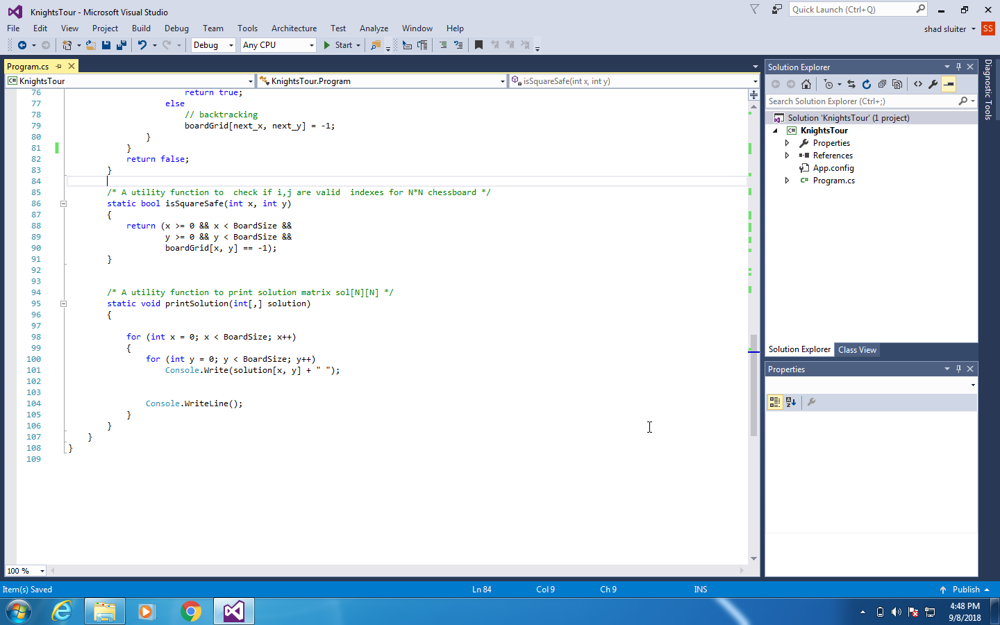 KnightsTour - Microsoft Visual Studio
Quick Launch (Ctrl+Q)
File Edit View Project Build Debug Team Tools Architecture Test Analyze Window Help
shad sluiter SS
Debug Any CPU Start
Program.cs
C# KnightsTour KnightsTour.Program isSquareSafe(int x, int y)
76 return true;
77 else
78 // backtracking
79 boardGrid[next_x, next_y] = -1;
80 }
81 }
82 return false;
83 }
84
85 /* A utility function to  check if i,j are valid  indexes for N*N chessboard */
86 static bool isSquareSafe(int x, int y)
87 {
88 return (x >= 0 && x < BoardSize &&
89 y >= 0 && y < BoardSize &&
90 boardGrid[x, y] == -1);
91 }
92
93
94 /* A utility function to print solution matrix sol[N][N] */
95 static void printSolution(int[,] solution)
96 {
97
98 for (int x = 0; x < BoardSize; x++)
99 {
100 for (int y = 0; y < BoardSize; y++)
101 Console.Write(solution[x, y] + " ");
102
103
104 Console.WriteLine();
105 }
106 }
107 }
108 }
109
100 %
Solution Explorer
Search Solution Explorer (Ctrl+;)
Solution 'KnightsTour' (1 project)
C# KnightsTour
Properties
References
App.config
C# Program.cs
Solution Explorer Class View
Properties
Diagnostic Tools
Item(s) Saved Ln 84 Col 9 Ch 9 INS Publish
4:48 PM
9/8/2018